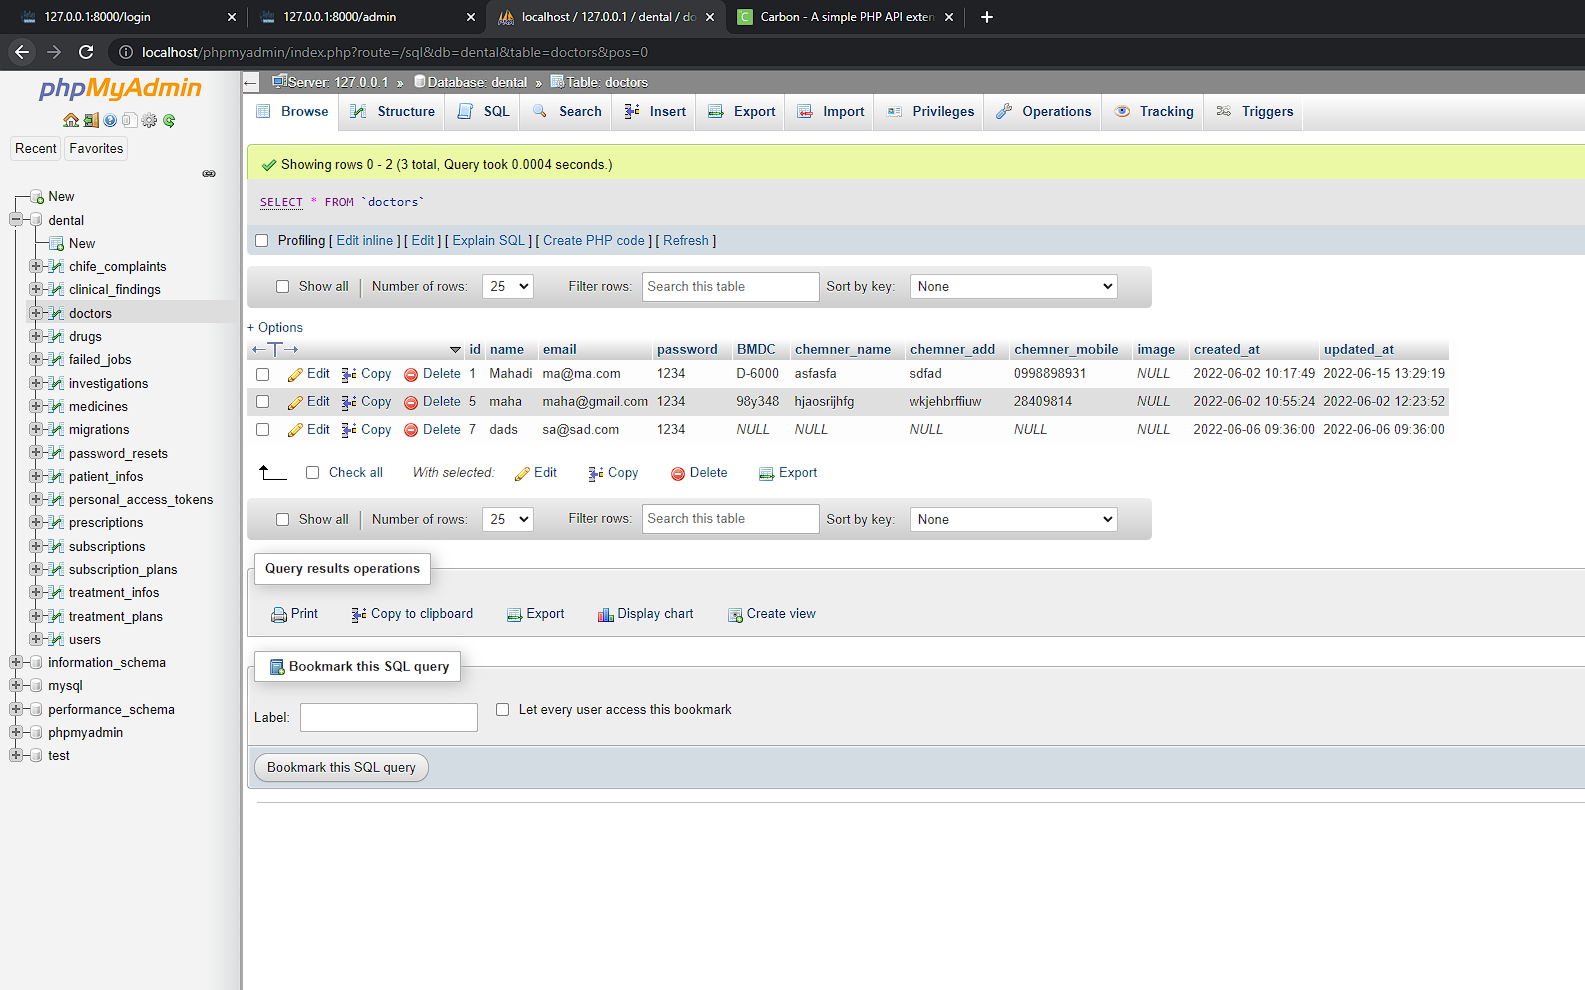 127.0.0.1:8000/login
127.0.0.1:8000/admin
localhost / 127.0.0.1 / dental / do
Carbon - A simple PHP API exten
localhost/phpmyadmin/index.php?route=/sql&db=dental&table=doctors&pos=0
phpMyAdmin
Recent Favorites
New
dental
New
chife_complaints
clinical_findings
doctors
drugs
failed_jobs
investigations
medicines
migrations
password_resets
patient_infos
personal_access_tokens
prescriptions
subscriptions
subscription_plans
treatment_infos
treatment_plans
users
information_schema
mysql
performance_schema
phpmyadmin
test
Server: 127.0.0.1 » Database: dental » Table: doctors
Browse Structure SQL Search Insert Export Import Privileges Operations Tracking Triggers
Showing rows 0 - 2 (3 total, Query took 0.0004 seconds.)
SELECT * FROM `doctors`
Profiling [ Edit inline ] [ Edit ] [ Explain SQL ] [ Create PHP code ] [ Refresh ]
Show all Number of rows: 25 Filter rows: Search this table Sort by key: None
+ Options
←T→ id name email password BMDC chemner_name chemner_add chemner_mobile image created_at updated_at
Edit Copy Delete 1 Mahadi ma@ma.com 1234 D-6000 asfasfa sdfad 0998898931 NULL 2022-06-02 10:17:49 2022-06-15 13:29:19
Edit Copy Delete 5 maha maha@gmail.com 1234 98y348 hjaosrijhfg wkjehbrffiuw 28409814 NULL 2022-06-02 10:55:24 2022-06-02 12:23:52
Edit Copy Delete 7 dads sa@sad.com 1234 NULL NULL NULL NULL NULL 2022-06-06 09:36:00 2022-06-06 09:36:00
Check all With selected: Edit Copy Delete Export
Show all Number of rows: 25 Filter rows: Search this table Sort by key: None
Query results operations
Print Copy to clipboard Export Display chart Create view
Bookmark this SQL query
Label: Let every user access this bookmark
Bookmark this SQL query